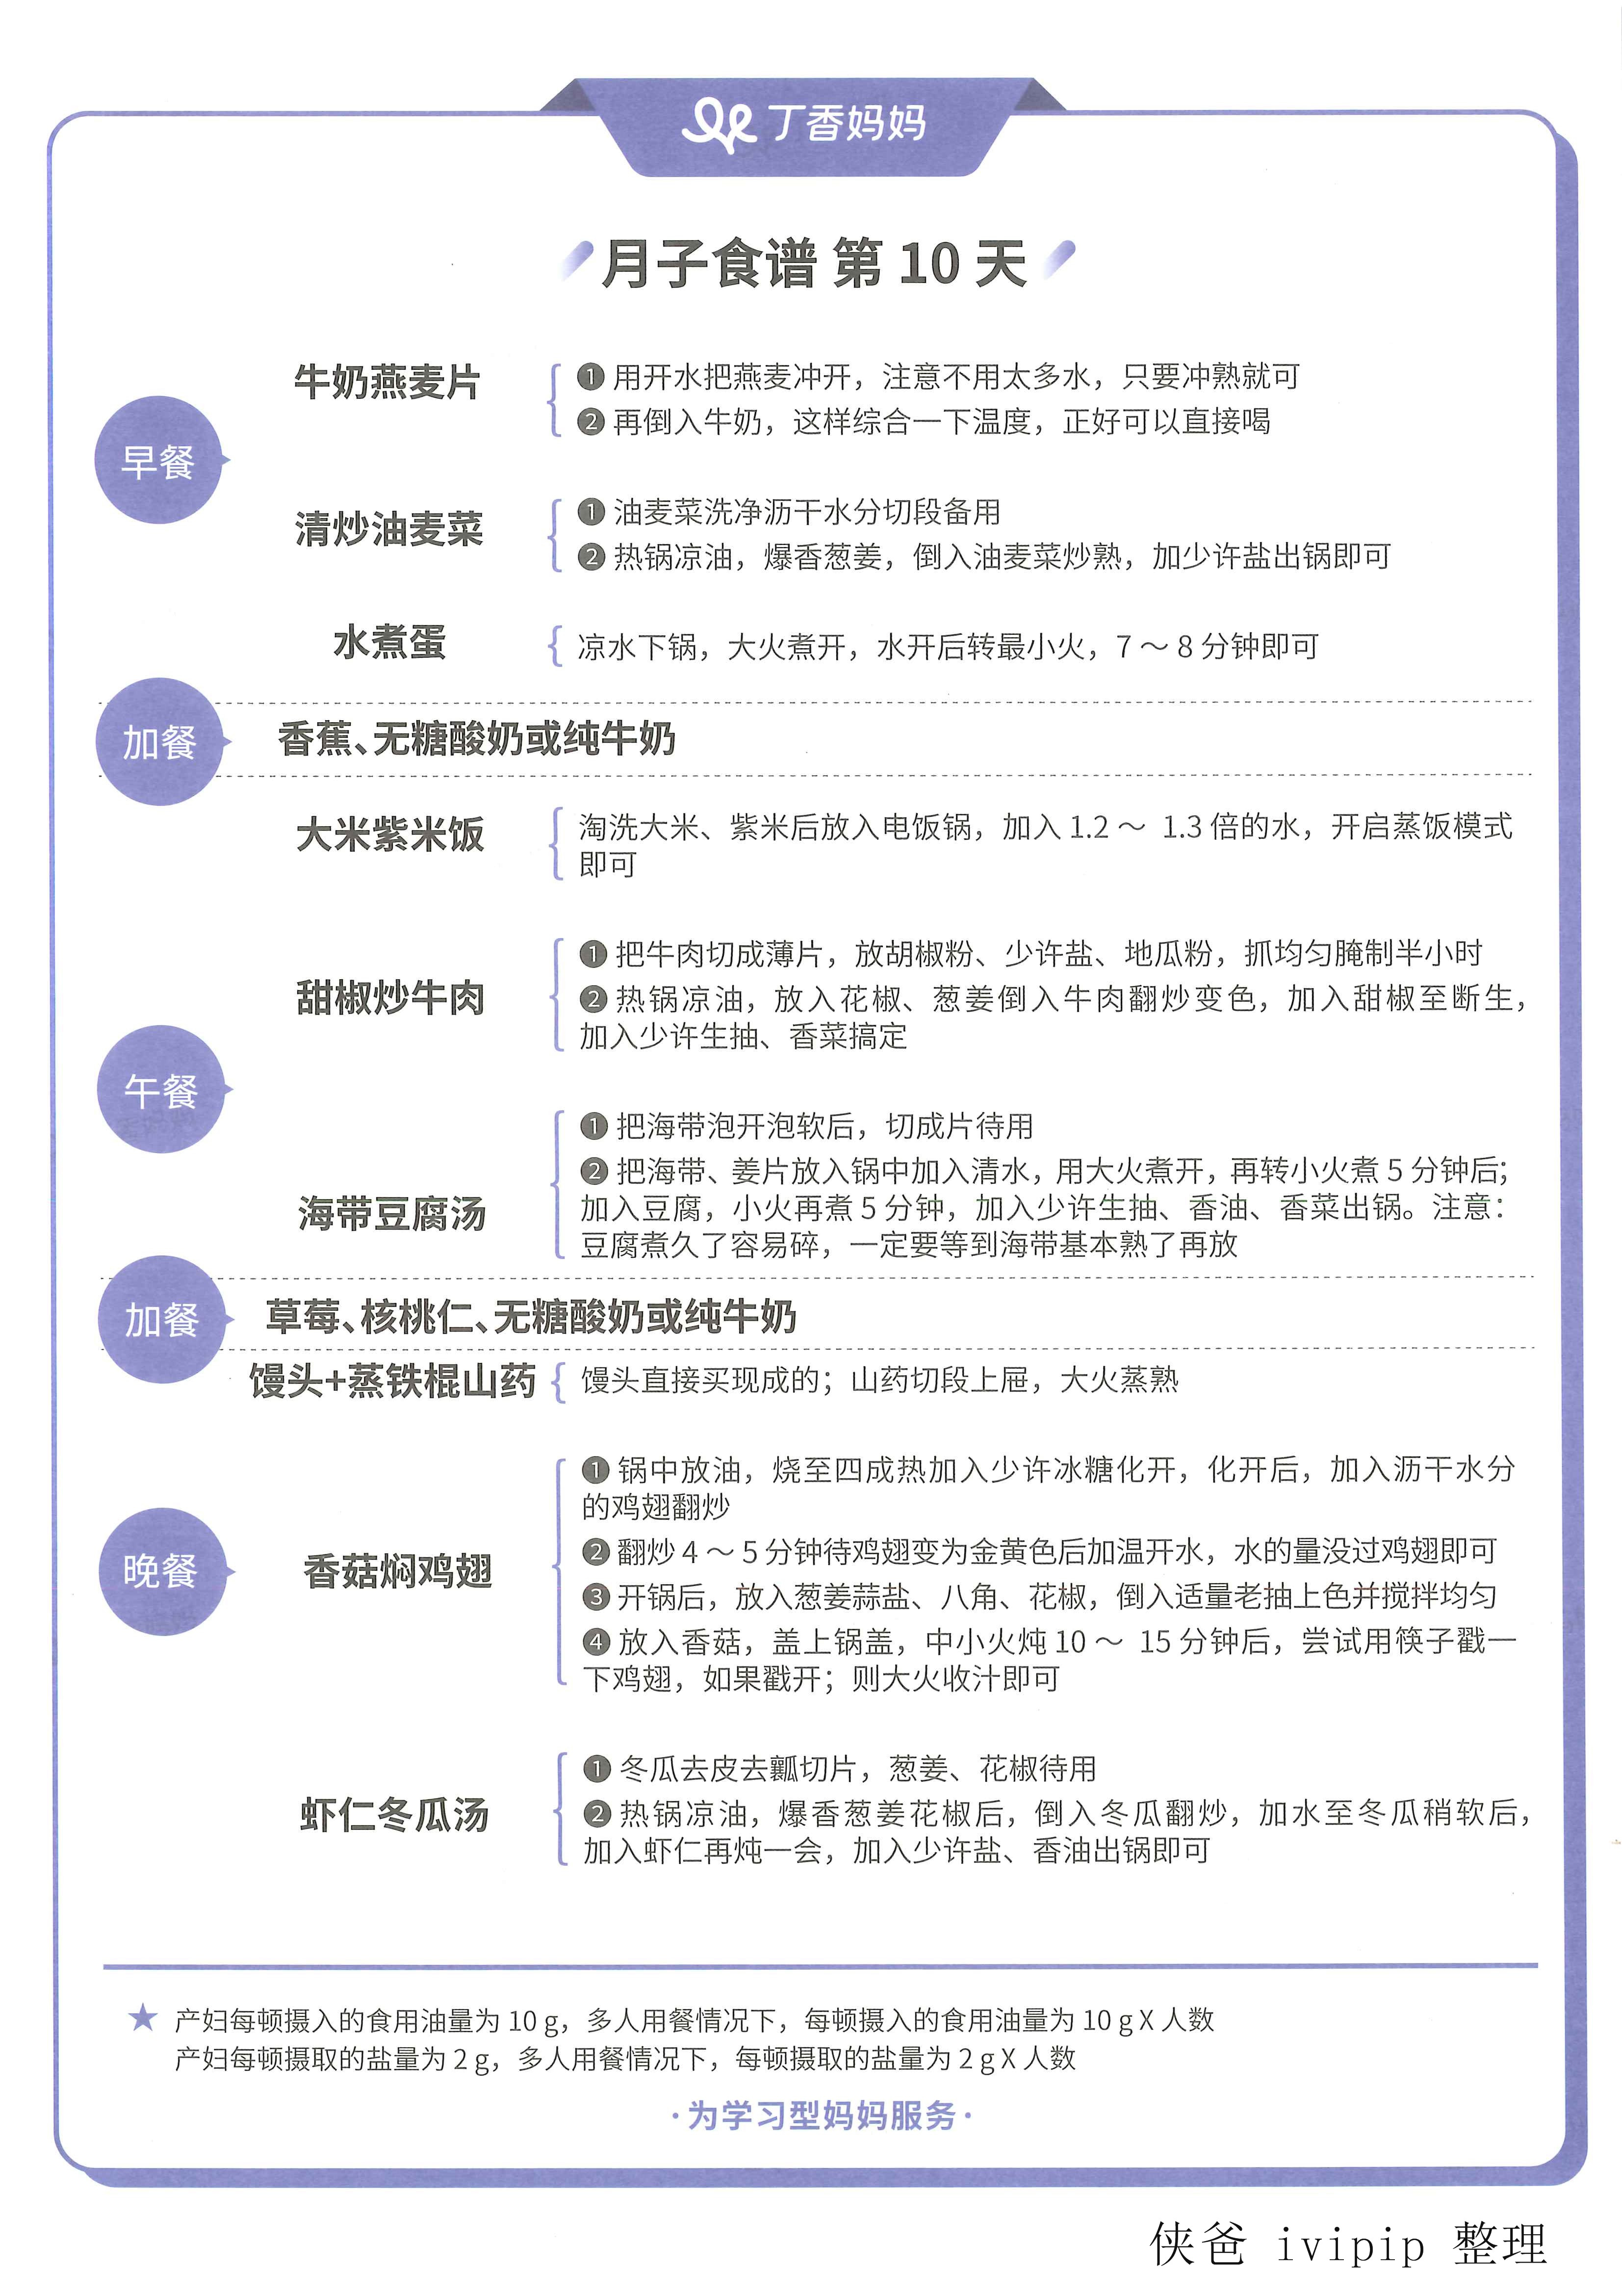 丁香妈妈
月子食谱 第 10 天
早餐
牛奶燕麦片
❶ 用开水把燕麦冲开，注意不用太多水，只要冲熟就可
❷ 再倒入牛奶，这样综合一下温度，正好可以直接喝
清炒油麦菜
❶ 油麦菜洗净沥干水分切段备用
❷ 热锅凉油，爆香葱姜，倒入油麦菜炒熟，加少许盐出锅即可
水煮蛋
凉水下锅，大火煮开，水开后转最小火，7～8 分钟即可
加餐
香蕉、无糖酸奶或纯牛奶
午餐
大米紫米饭
淘洗大米、紫米后放入电饭锅，加入 1.2～ 1.3 倍的水，开启蒸饭模式
即可
甜椒炒牛肉
❶ 把牛肉切成薄片，放胡椒粉、少许盐、地瓜粉，抓均匀腌制半小时
❷ 热锅凉油，放入花椒、葱姜倒入牛肉翻炒变色，加入甜椒至断生，
加入少许生抽、香菜搞定
海带豆腐汤
❶ 把海带泡开泡软后，切成片待用
❷ 把海带、姜片放入锅中加入清水，用大火煮开，再转小火煮 5 分钟后；
加入豆腐，小火再煮 5 分钟，加入少许生抽、香油、香菜出锅。注意：
豆腐煮久了容易碎，一定要等到海带基本熟了再放
加餐
草莓、核桃仁、无糖酸奶或纯牛奶
晚餐
馒头+蒸铁棍山药
馒头直接买现成的；山药切段上屉，大火蒸熟
香菇焖鸡翅
❶ 锅中放油，烧至四成热加入少许冰糖化开，化开后，加入沥干水分
的鸡翅翻炒
❷ 翻炒 4～5 分钟待鸡翅变为金黄色后加温开水，水的量没过鸡翅即可
❸ 开锅后，放入葱姜蒜盐、八角、花椒，倒入适量老抽上色并搅拌均匀
❹ 放入香菇，盖上锅盖，中小火炖 10～ 15 分钟后，尝试用筷子戳一
下鸡翅，如果戳开；则大火收汁即可
虾仁冬瓜汤
❶ 冬瓜去皮去瓤切片，葱姜、花椒待用
❷ 热锅凉油，爆香葱姜花椒后，倒入冬瓜翻炒，加水至冬瓜稍软后，
加入虾仁再炖一会，加入少许盐、香油出锅即可
★ 产妇每顿摄入的食用油量为 10 g，多人用餐情况下，每顿摄入的食用油量为 10 g X 人数
产妇每顿摄取的盐量为 2 g，多人用餐情况下，每顿摄取的盐量为 2 g X 人数
·为学习型妈妈服务·
侠爸 ivipip 整理